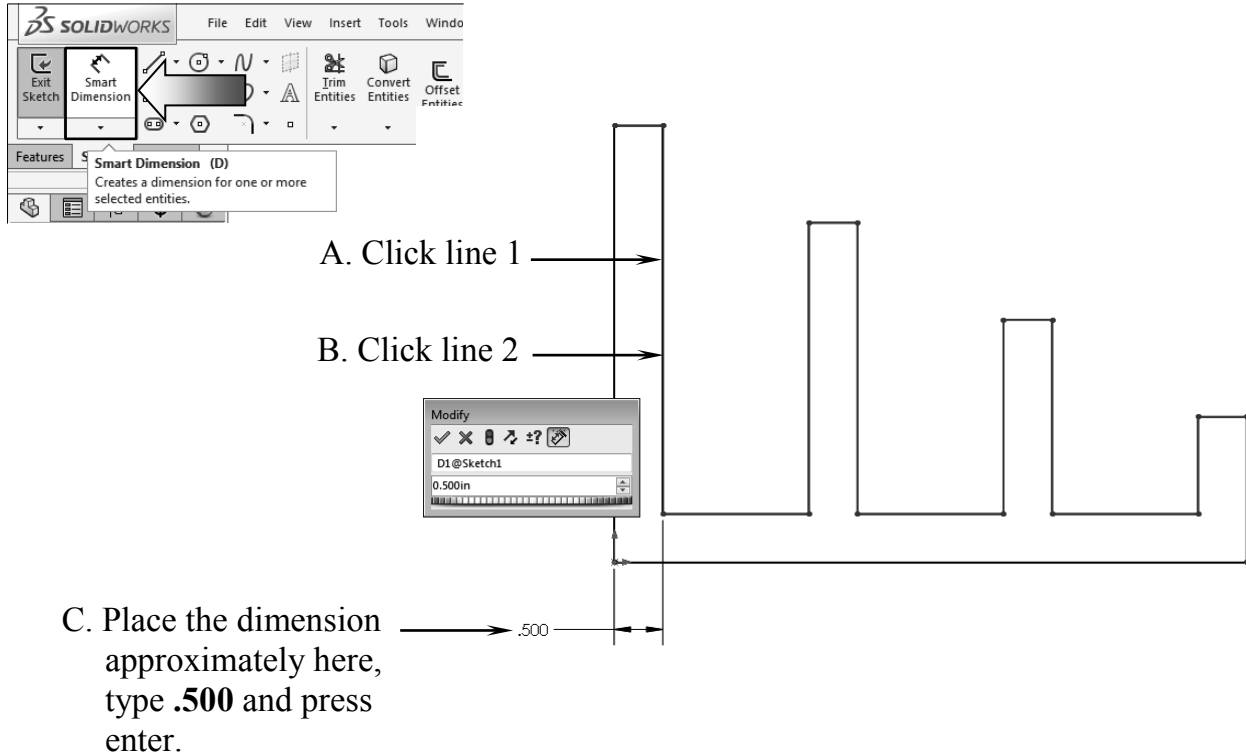 SOLIDWORKS File Edit View Insert Tools Windo
Exit Sketch
Smart Dimension
Trim Entities
Convert Entities
Offset Entities
Features
Smart Dimension (D)
Creates a dimension for one or more
selected entities.
A. Click line 1
B. Click line 2
Modify
±?
D1@Sketch1
0.500in
C. Place the dimension
approximately here,
type .500 and press
enter.
.500